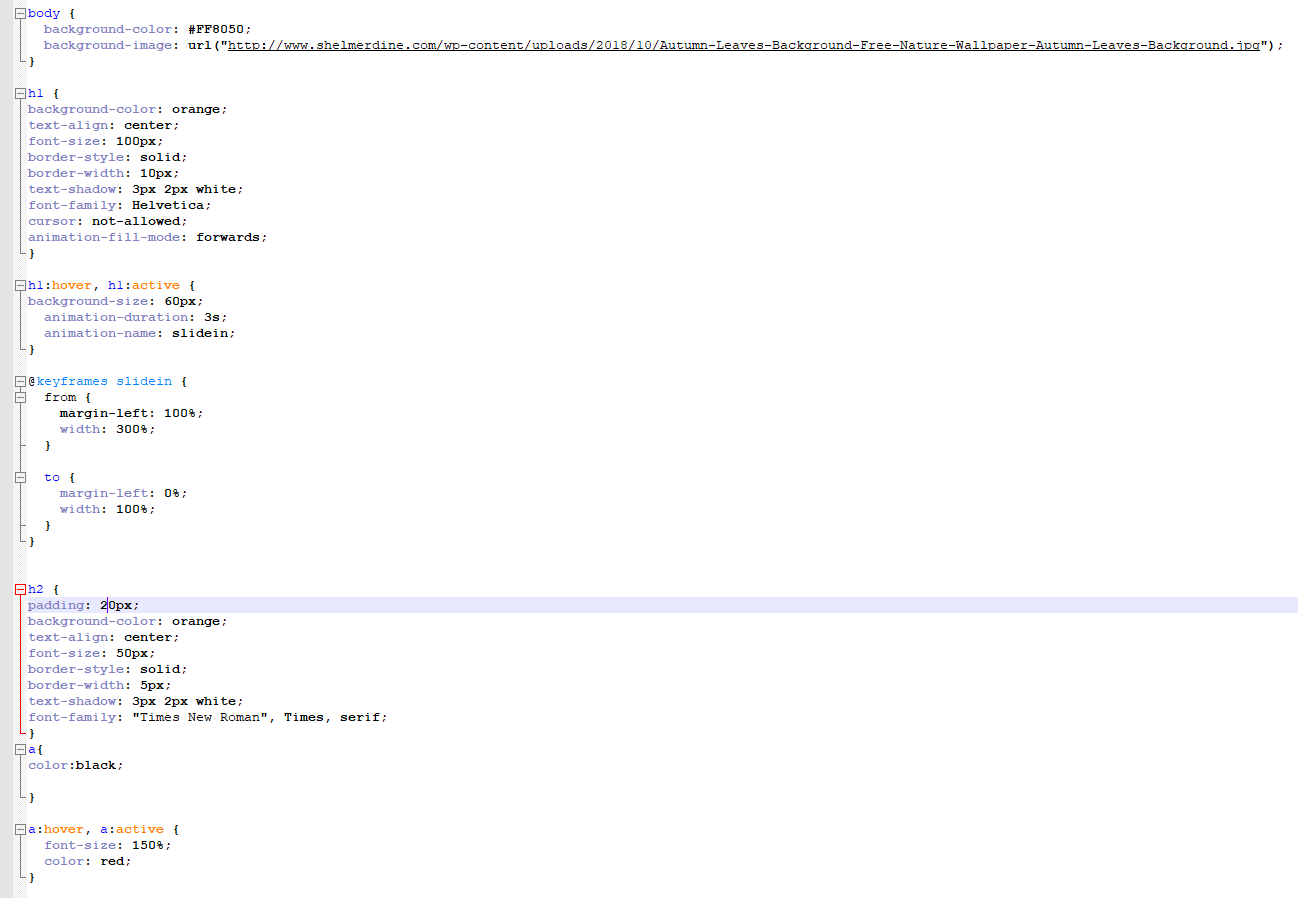 body {
  background-color: #FF8050;
  background-image: url("http://www.shelmerdine.com/wp-content/uploads/2018/10/Autumn-Leaves-Background-Free-Nature-Wallpaper-Autumn-Leaves-Background.jpg");
}
h1 {
background-color: orange;
text-align: center;
font-size: 100px;
border-style: solid;
border-width: 10px;
text-shadow: 3px 2px white;
font-family: Helvetica;
cursor: not-allowed;
animation-fill-mode: forwards;
}
h1:hover, h1:active {
background-size: 60px;
  animation-duration: 3s;
  animation-name: slidein;
}
@keyframes slidein {
  from {
    margin-left: 100%;
    width: 300%;
  }
  to {
    margin-left: 0%;
    width: 100%;
  }
}
h2 {
padding: 20px;
background-color: orange;
text-align: center;
font-size: 50px;
border-style: solid;
border-width: 5px;
text-shadow: 3px 2px white;
font-family: "Times New Roman", Times, serif;
}
a{
color:black;
}
a:hover, a:active {
  font-size: 150%;
  color: red;
}